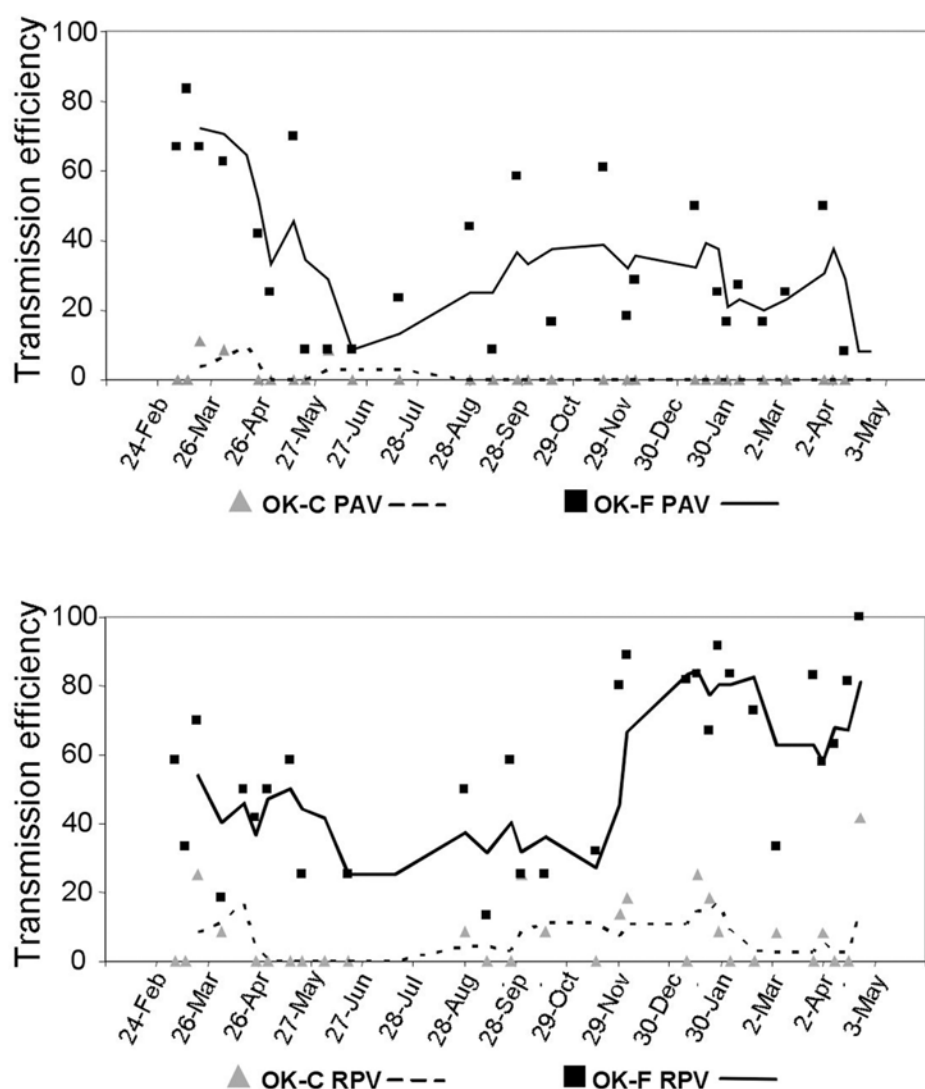 Transmission efficiency
100
80
60
40
20
0
24-Feb 26-Mar 26-Apr 27-May 27-Jun 28-Jul 28-Aug 28-Sep 29-Oct 29-Nov 30-Dec 30-Jan 2-Mar 2-Apr 3-May
OK-C PAV OK-F PAV
Transmission efficiency
100
80
60
40
20
0
24-Feb 26-Mar 26-Apr 27-May 27-Jun 28-Jul 28-Aug 28-Sep 29-Oct 29-Nov 30-Dec 30-Jan 2-Mar 2-Apr 3-May
OK-C RPV OK-F RPV